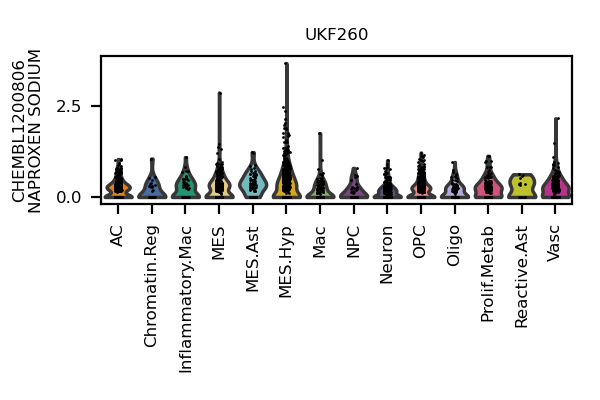 UKF260
CHEMBL1200806
NAPROXEN SODIUM
2.5
0.0
AC
Chromatin.Reg
Inflammatory.Mac
MES
MES.Ast
MES.Hyp
Mac
NPC
Neuron
OPC
Oligo
Prolif.Metab
Reactive.Ast
Vasc